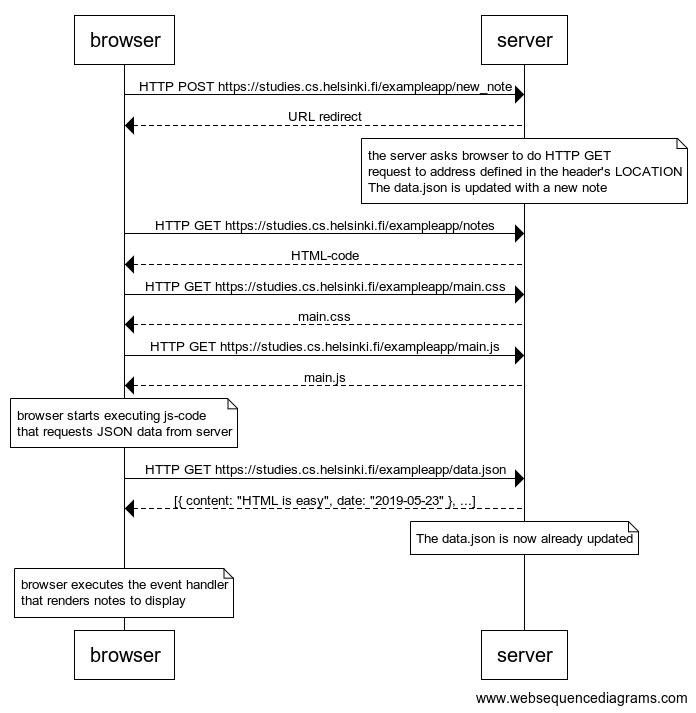 browser
server
HTTP POST https://studies.cs.helsinki.fi/exampleapp/new_note
URL redirect
the server asks browser to do HTTP GET
request to address defined in the header's LOCATION
The data.json is updated with a new note
HTTP GET https://studies.cs.helsinki.fi/exampleapp/notes
HTML-code
HTTP GET https://studies.cs.helsinki.fi/exampleapp/main.css
main.css
HTTP GET https://studies.cs.helsinki.fi/exampleapp/main.js
main.js
browser starts executing js-code
that requests JSON data from server
HTTP GET https://studies.cs.helsinki.fi/exampleapp/data.json
[{ content: "HTML is easy", date: "2019-05-23" }, ...]
The data.json is now already updated
browser executes the event handler
that renders notes to display
browser
server
www.websequencediagrams.com